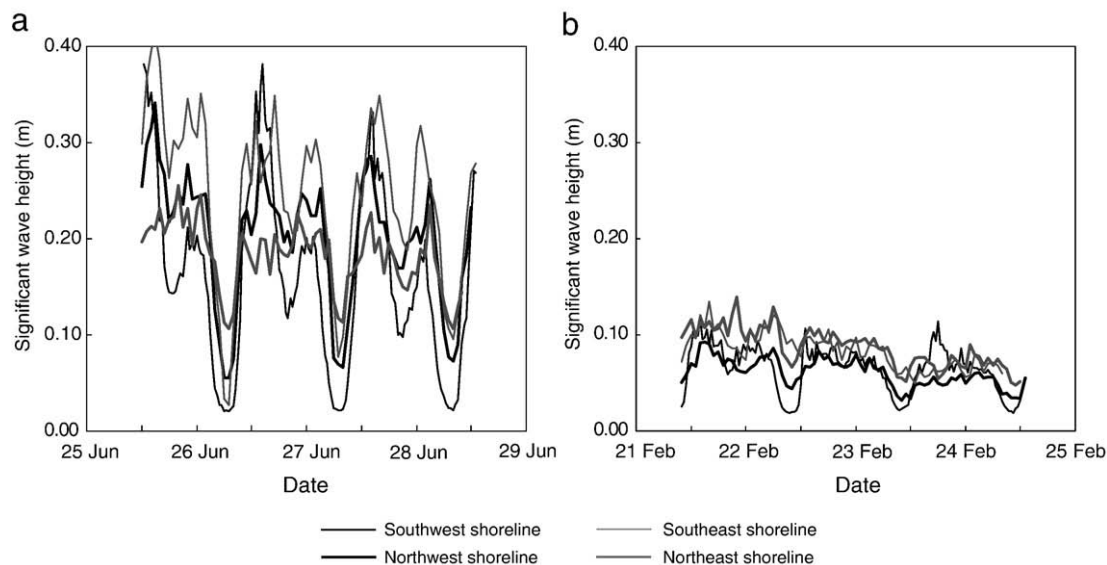 a
0.40
0.30
0.20
0.10
0.00
Significant wave height (m)
25 Jun 26 Jun 27 Jun 28 Jun 29 Jun
Date
b
0.40
0.30
0.20
0.10
0.00
Significant wave height (m)
21 Feb 22 Feb 23 Feb 24 Feb 25 Feb
Date
Southwest shoreline Southeast shoreline
Northwest shoreline Northeast shoreline